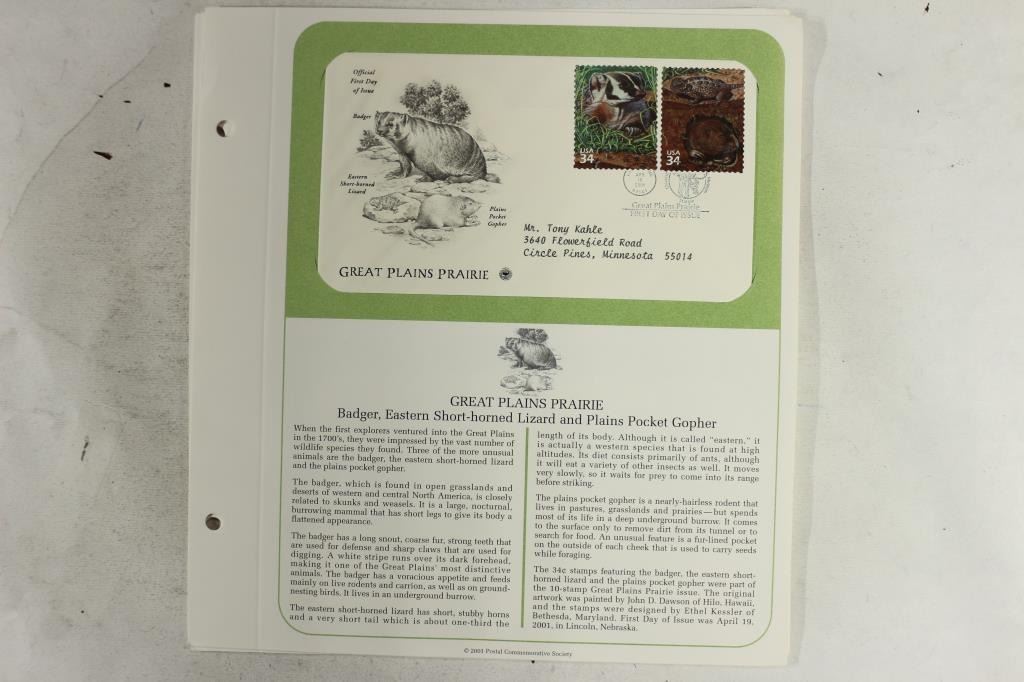 Official
First Day
of Issue
Badger
Eastern
Short-horned
Lizard
Plains
Pocket
Gopher
GREAT PLAINS PRAIRIE
USA
34
USA
34
APR
19
2001
Great Plains Prairie
FIRST DAY OF ISSUE
Mr. Tony Kahle
3640 Flowerfield Road
Circle Pines, Minnesota 55014
GREAT PLAINS PRAIRIE
Badger, Eastern Short-horned Lizard and Plains Pocket Gopher
When the first explorers ventured into the Great Plains
in the 1700's, they were impressed by the vast number of
wildlife species they found. Three of the more unusual
animals are the badger, the eastern short-horned lizard
and the plains pocket gopher.
The badger, which is found in open grasslands and
deserts of western and central North America, is closely
related to skunks and weasels. It is a large, nocturnal,
burrowing mammal that has short legs to give its body a
flattened appearance.
The badger has a long snout, coarse fur, strong teeth that
are used for defense and sharp claws that are used for
digging. A white stripe runs over its dark forehead,
making it one of the Great Plains' most distinctive
animals. The badger has a voracious appetite and feeds
mainly on live rodents and carrion, as well as on ground-
nesting birds. It lives in an underground burrow.
The eastern short-horned lizard has short, stubby horns
and a very short tail which is about one-third the
length of its body. Although it is called "eastern," it
is actually a western species that is found at high
altitudes. Its diet consists primarily of ants, although
it will eat a variety of other insects as well. It moves
very slowly, so it waits for prey to come into its range
before striking.
The plains pocket gopher is a nearly-hairless rodent that
lives in pastures, grasslands and prairies—but spends
most of its life in a deep underground burrow. It comes
to the surface only to remove dirt from its tunnel or to
search for food. An unusual feature is a fur-lined pocket
on the outside of each cheek that is used to carry seeds
while foraging.
The 34¢ stamps featuring the badger, the eastern short-
horned lizard and the plains pocket gopher were part of
the 10-stamp Great Plains Prairie issue. The original
artwork was painted by John D. Dawson of Hilo, Hawaii,
and the stamps were designed by Ethel Kessler of
Bethesda, Maryland. First Day of Issue was April 19,
2001, in Lincoln, Nebraska.
© 2001 Postal Commemorative Society